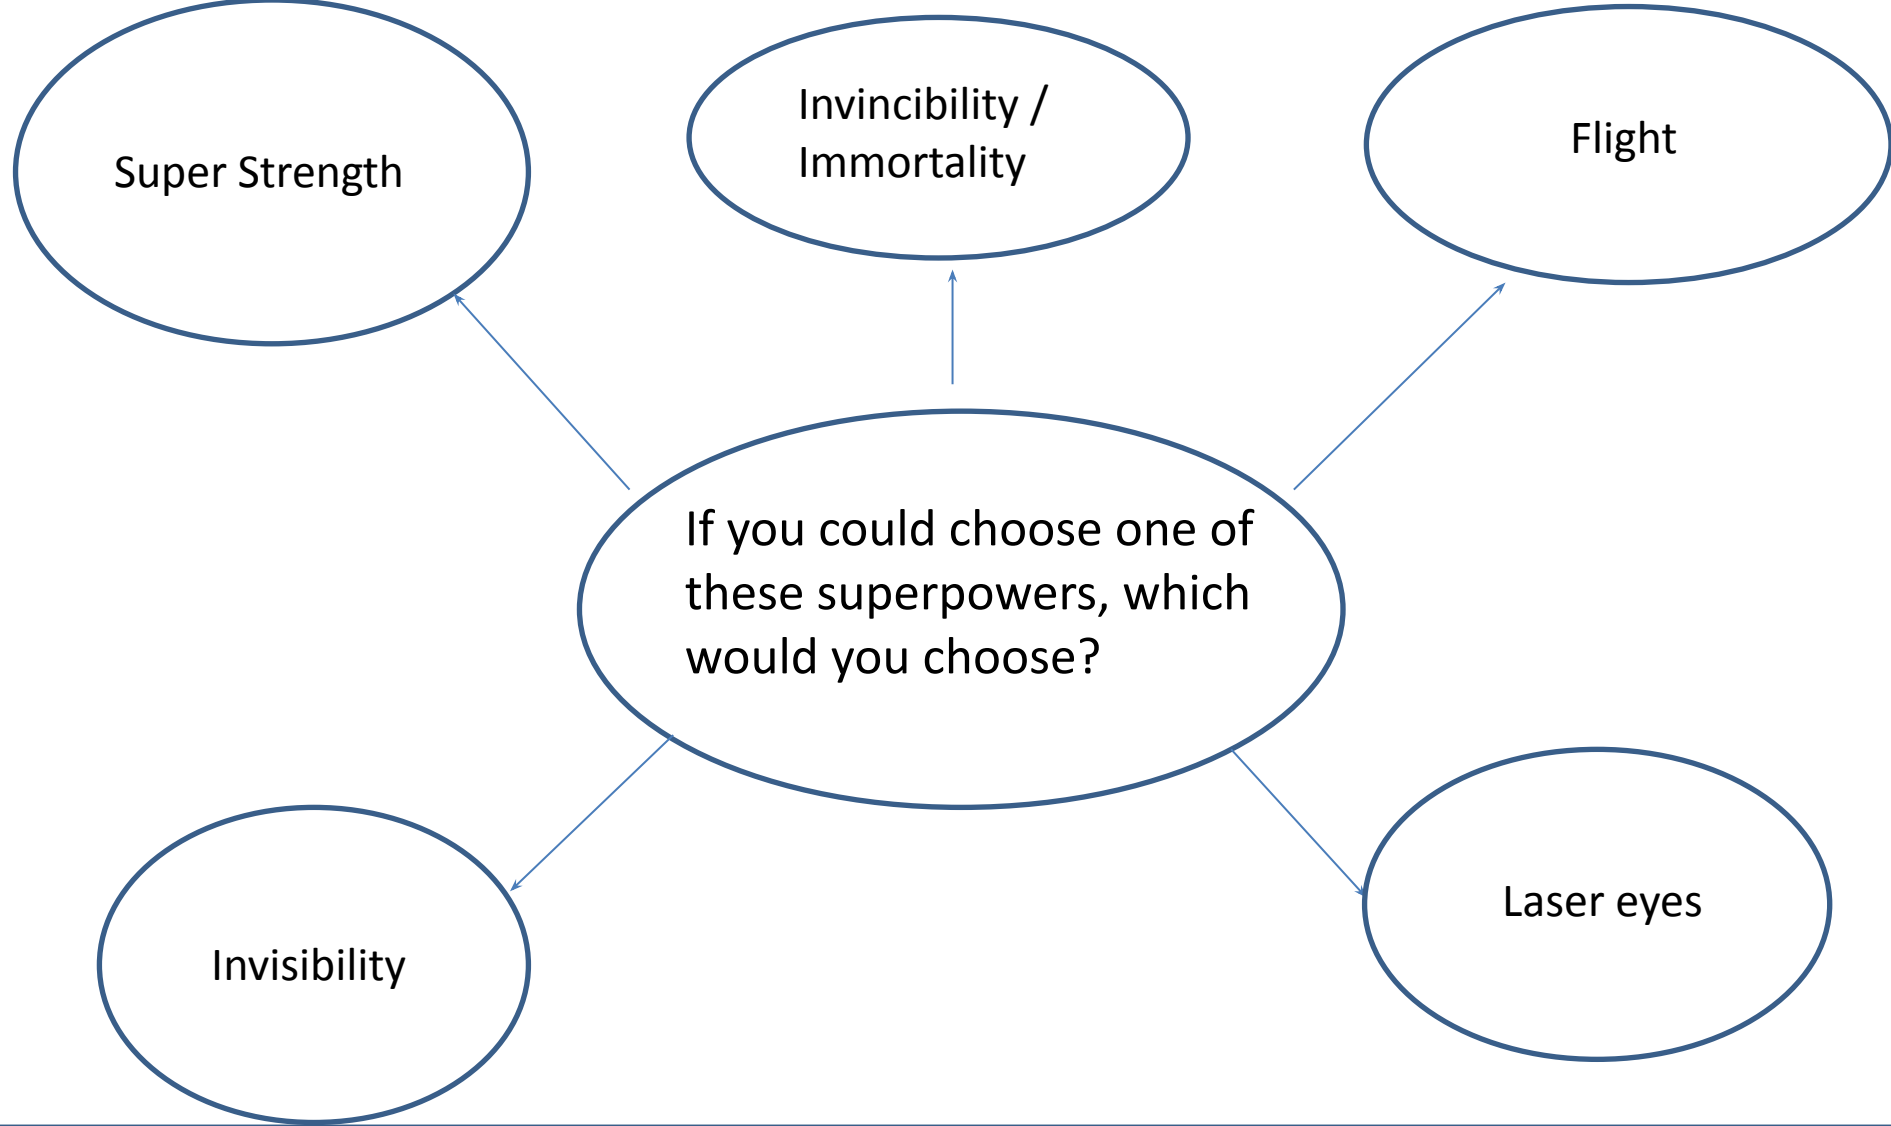 Super Strength
Invincibility /
Immortality
Flight
If you could choose one of
these superpowers, which
would you choose?
Invisibility
Laser eyes